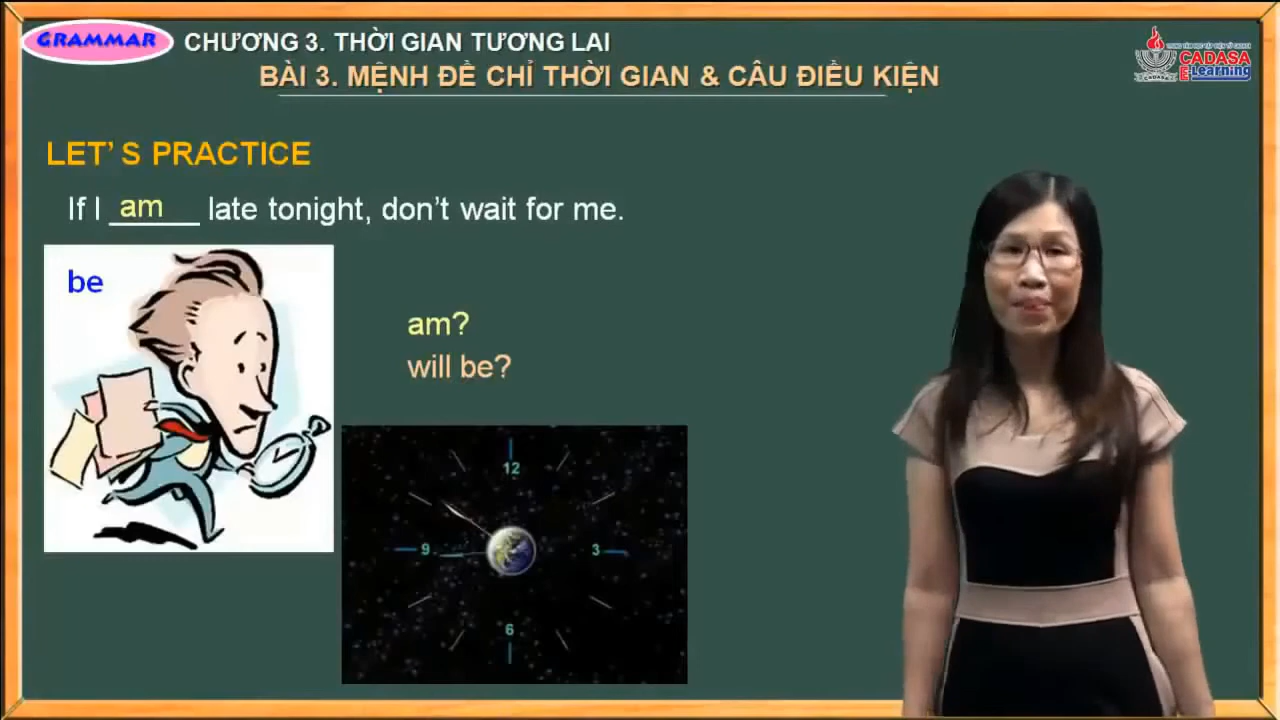 GRAMMAR
CHƯƠNG 3. THỜI GIAN TƯƠNG LAI
BÀI 3. MỆNH ĐỀ CHỈ THỜI GIAN & CÂU ĐIỀU KIỆN
CADASA
E-Learning
LET' S PRACTICE
If I am late tonight, don't wait for me.
be
am?
will be?
12
9
3
6